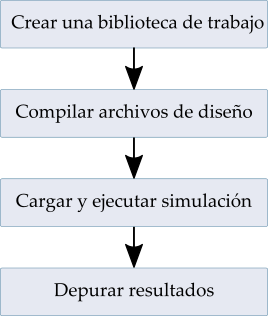 Crear una biblioteca de trabajo
Compilar archivos de diseño
Cargar y ejecutar simulación
Depurar resultados